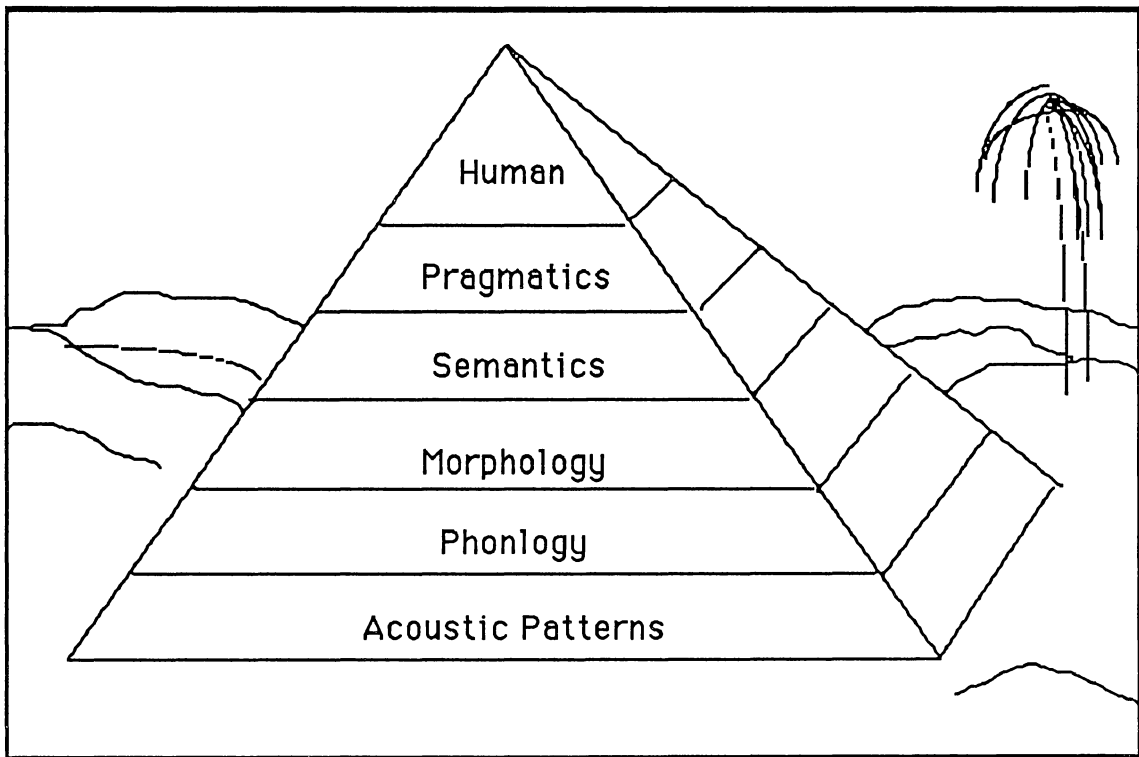 Human
Pragmatics
Semantics
Morphology
Phonlogy
Acoustic Patterns